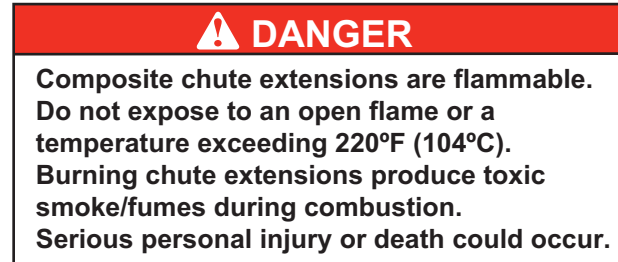 DANGER
Composite chute extensions are flammable.
Do not expose to an open flame or a
temperature exceeding 220ºF (104ºC).
Burning chute extensions produce toxic
smoke/fumes during combustion.
Serious personal injury or death could occur.